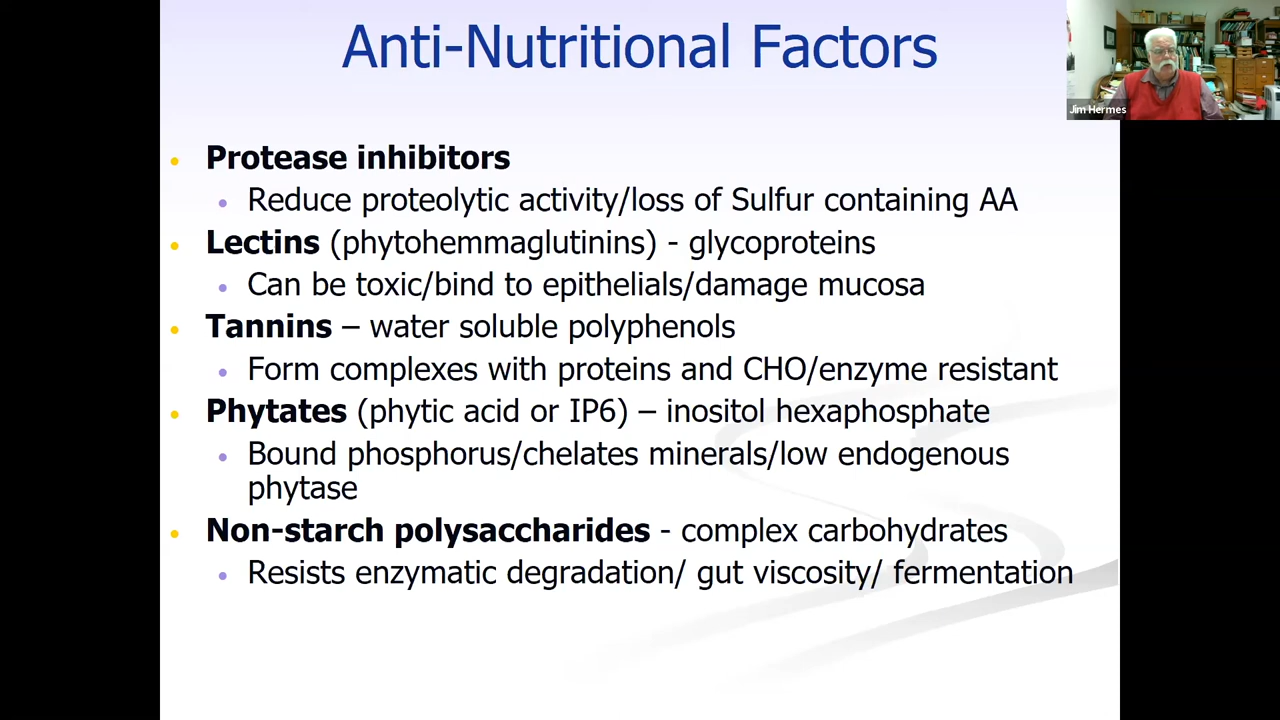 Anti-Nutritional Factors
Jim Hermes
• Protease inhibitors
• Reduce proteolytic activity/loss of Sulfur containing AA
• Lectins (phytohemmaglutinins) - glycoproteins
• Can be toxic/bind to epithelials/damage mucosa
• Tannins – water soluble polyphenols
• Form complexes with proteins and CHO/enzyme resistant
• Phytates (phytic acid or IP6) – inositol hexaphosphate
• Bound phosphorus/chelates minerals/low endogenous
phytase
• Non-starch polysaccharides - complex carbohydrates
• Resists enzymatic degradation/ gut viscosity/ fermentation